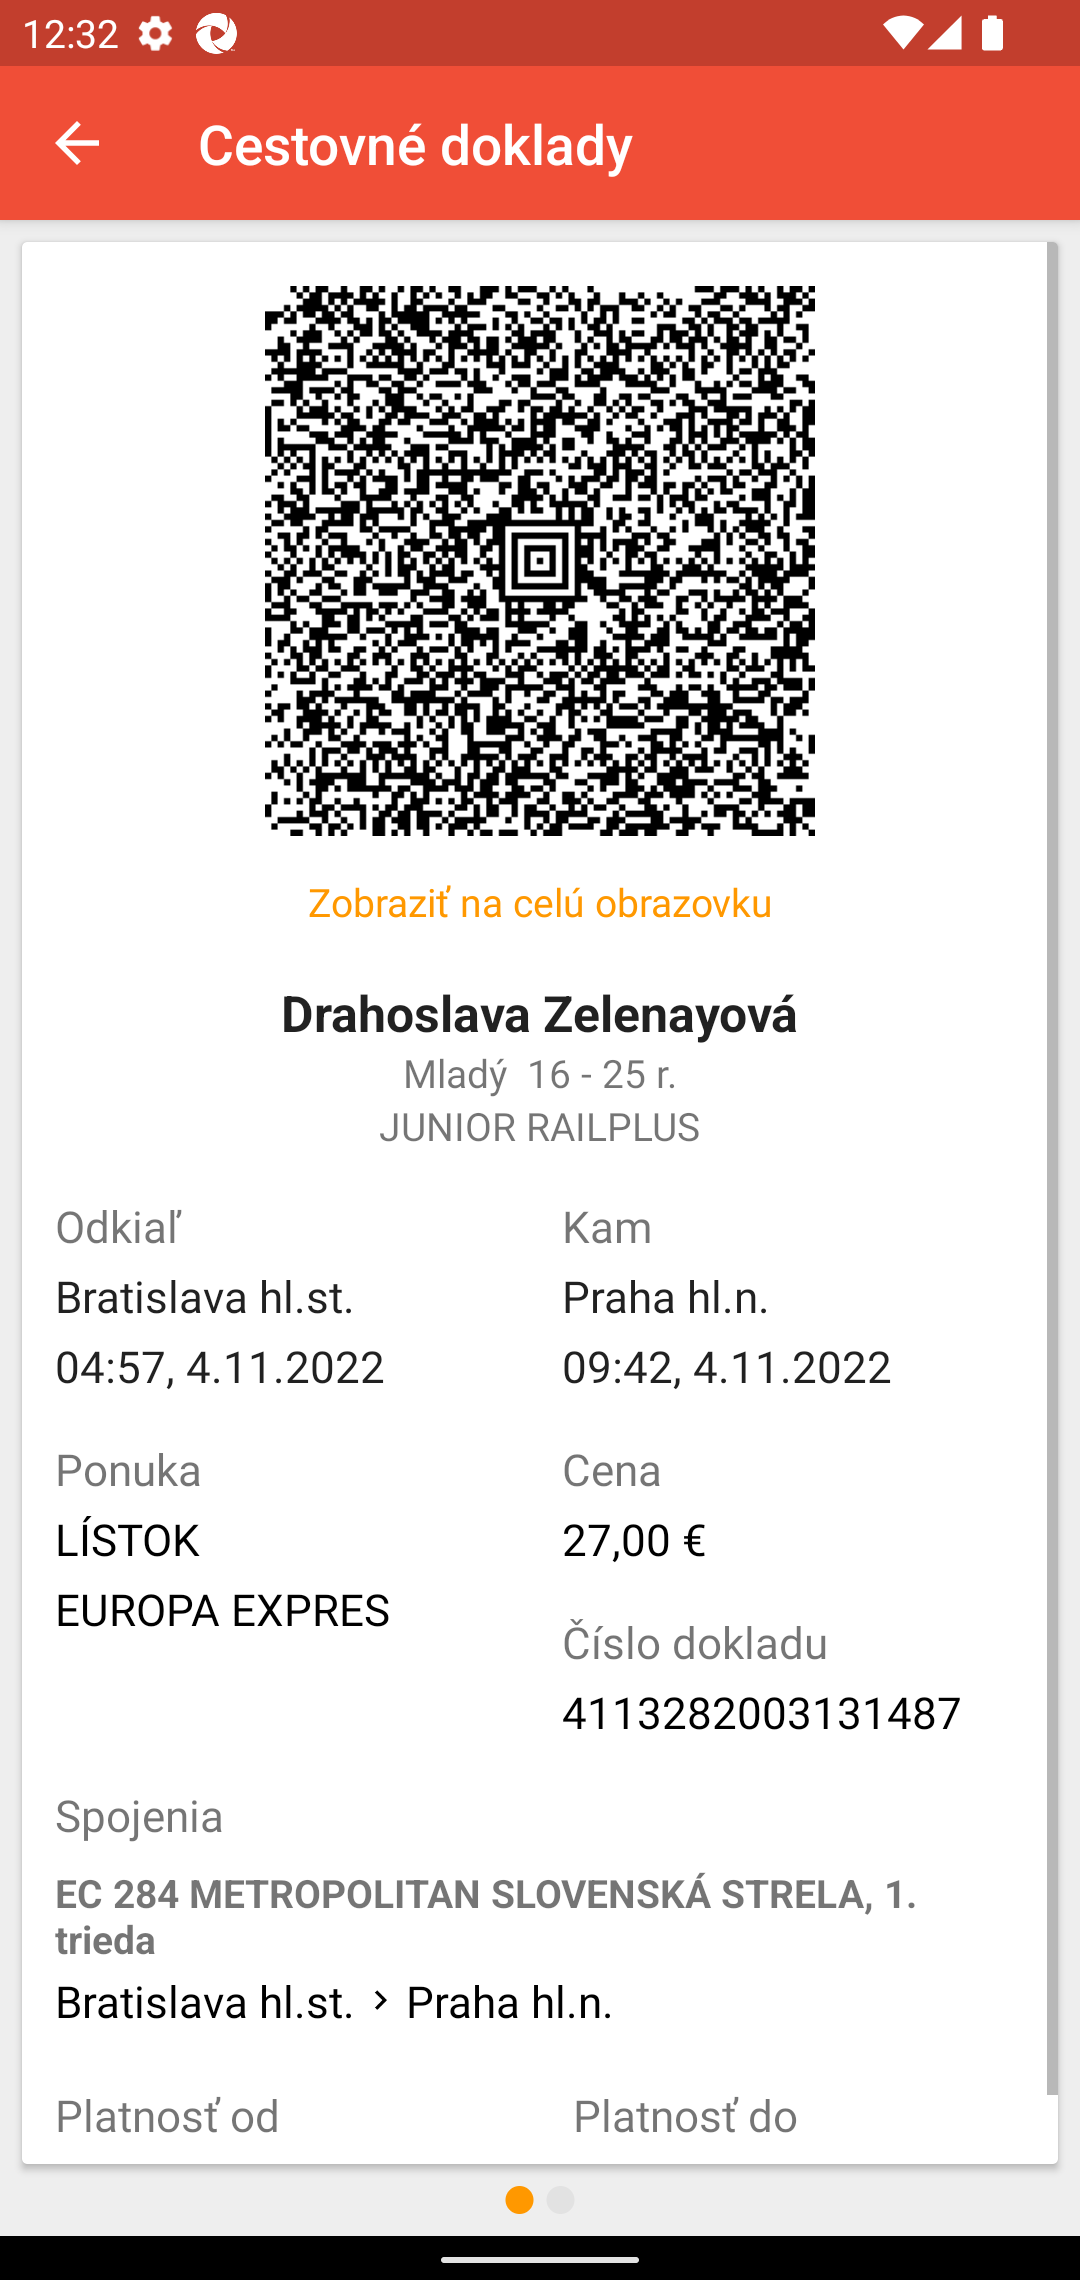 12:32
Cestovné doklady
Zobraziť na celú obrazovku
Drahoslava Zelenayová
Mladý  16 - 25 r.
JUNIOR RAILPLUS
Odkiaľ
Kam
Bratislava hl.st.
Praha hl.n.
04:57, 4.11.2022
09:42, 4.11.2022
Ponuka
Cena
LÍSTOK
27,00 €
EUROPA EXPRES
Číslo dokladu
4113282003131487
Spojenia
EC 284 METROPOLITAN SLOVENSKÁ STRELA, 1.
trieda
Bratislava hl.st. > Praha hl.n.
Platnosť od
Platnosť do